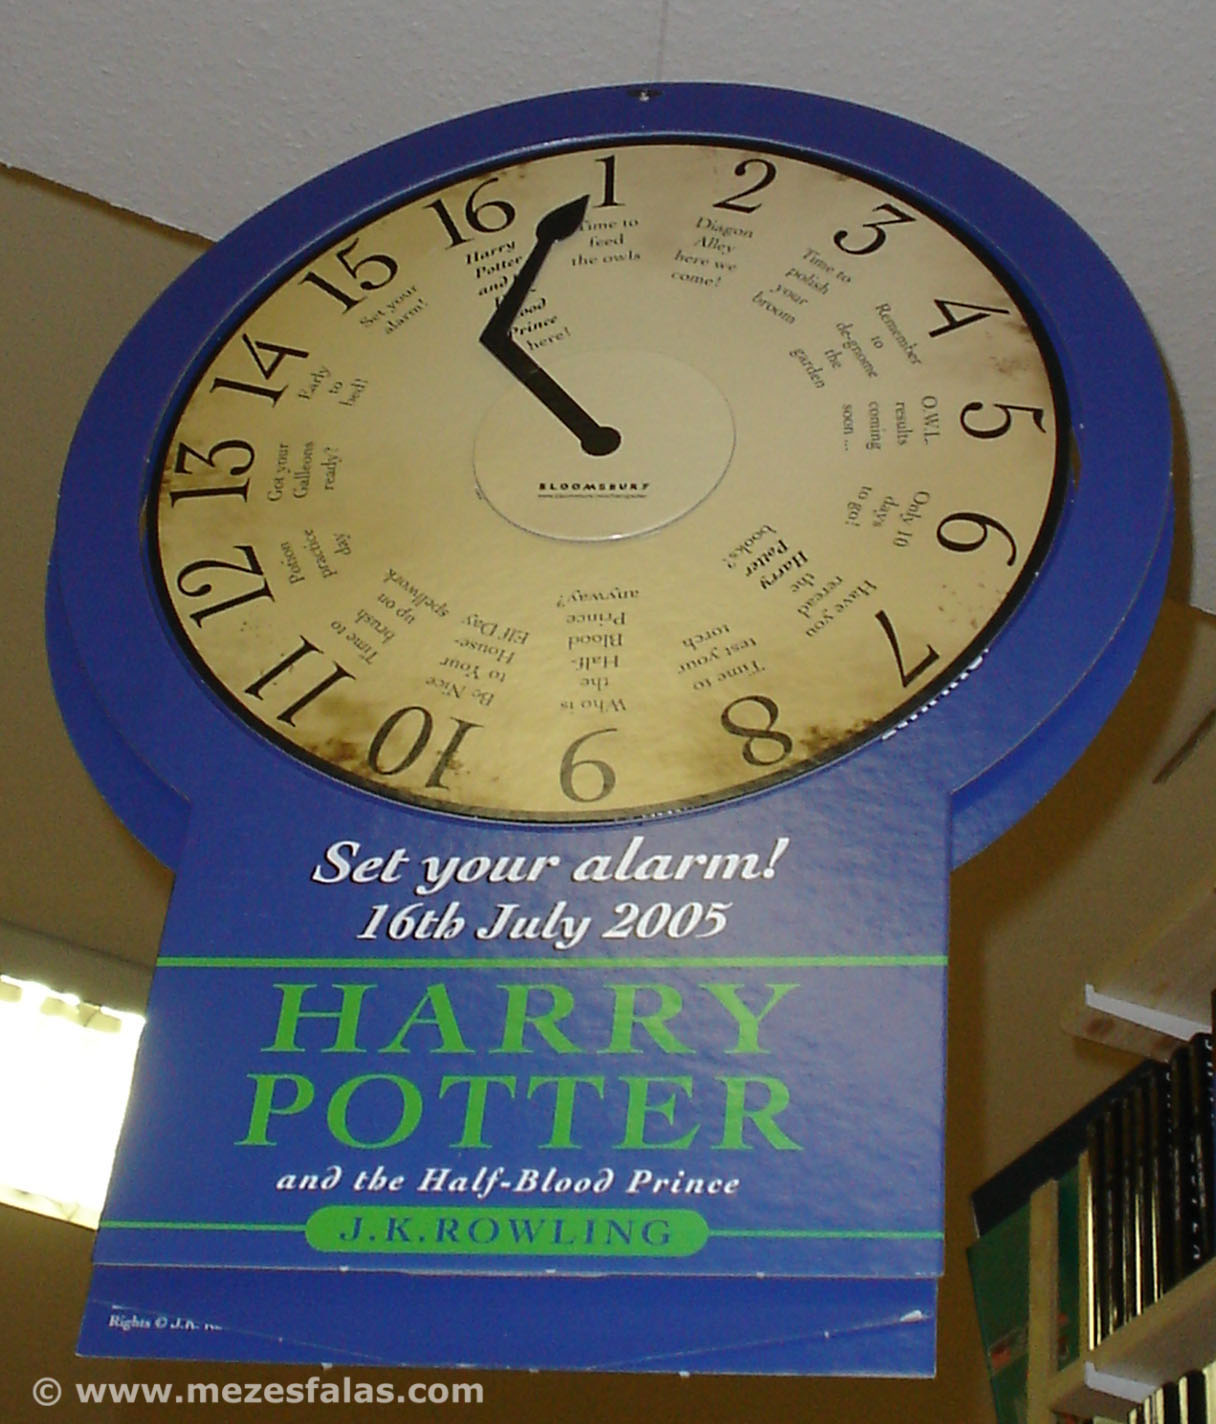 1
Time to
feed
the owls
2
Diagon
Alley
here we
come!
3
Time to
polish
your
broom
4
Remember
to
de-gnome
the
garden
5
O.W.L.
results
coming
soon ...
6
Only 10
days
to go!
7
Have you
reread
the
Harry
Potter
books?
8
Time to
test your
torch
9
Who is
the
Half-
Blood
Prince
anyway?
10
Be Nice
to Your
House-
Elf Day
11
Time to
brush
up on
spellwork
12
Potion
practice
day
13
Got your
Galleons
ready?
14
Early
to
bed!
15
Set your
alarm!
16
Harry
Potter
and
Prince
here!
BLOOMSBURY
Set your alarm!
16th July 2005
HARRY
POTTER
and the Half-Blood Prince
J.K.ROWLING
Rights © J.K.
© www.mezesfalas.com